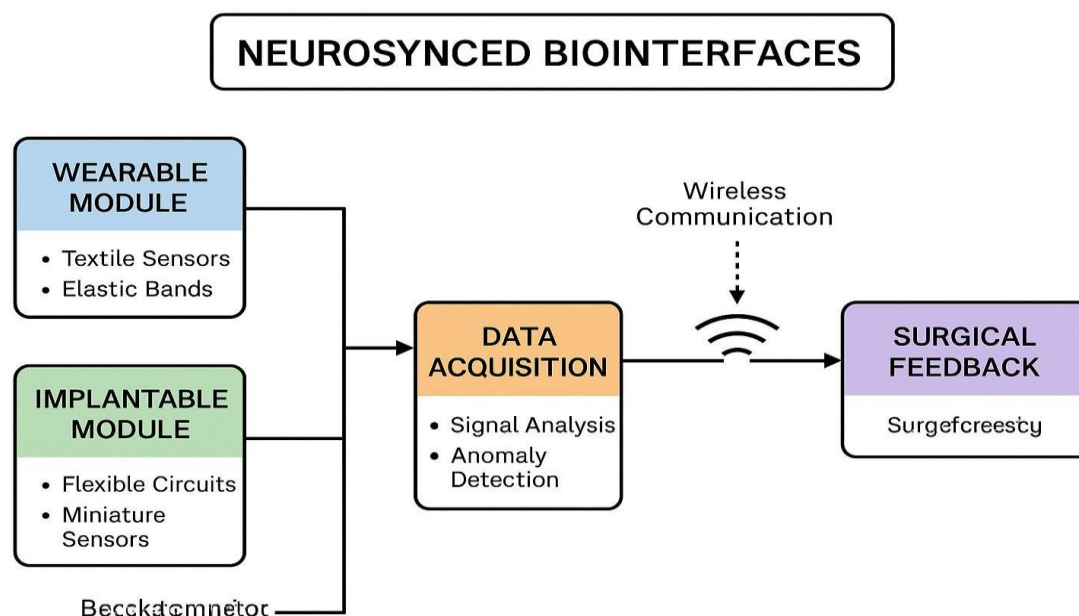 NEUROSYNCED BIOINTERFACES
WEARABLE
MODULE
• Textile Sensors
• Elastic Bands
IMPLANTABLE
MODULE
• Flexible Circuits
• Miniature
Sensors
DATA
ACQUISITION
• Signal Analysis
• Anomaly
Detection
Wireless
Communication
SURGICAL
FEEDBACK